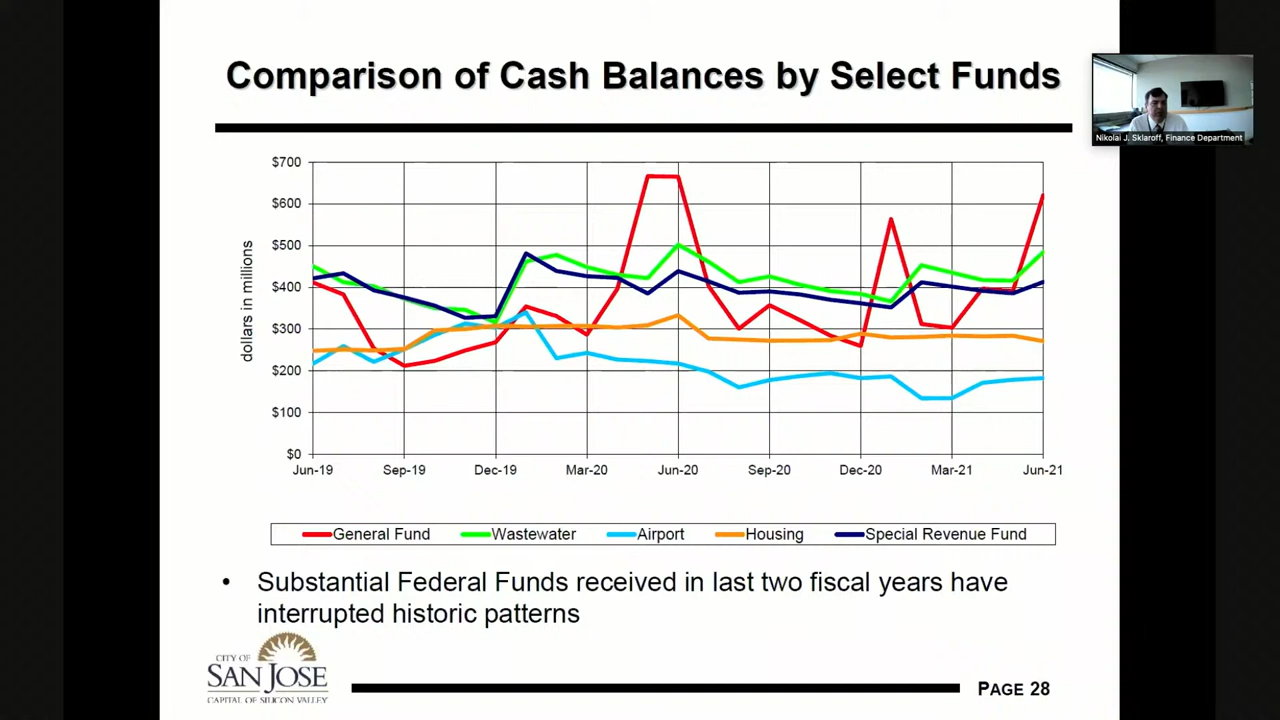 Comparison of Cash Balances by Select Funds
Nikolai J. Sklaroff, Finance Department
dollars in millions
$700
$600
$500
$400
$300
$200
$100
$0
Jun-19 Sep-19 Dec-19 Mar-20 Jun-20 Sep-20 Dec-20 Mar-21 Jun-21
General Fund Wastewater Airport Housing Special Revenue Fund
• Substantial Federal Funds received in last two fiscal years have
interrupted historic patterns
CITY OF
SAN JOSE
CAPITAL OF SILICON VALLEY
PAGE 28